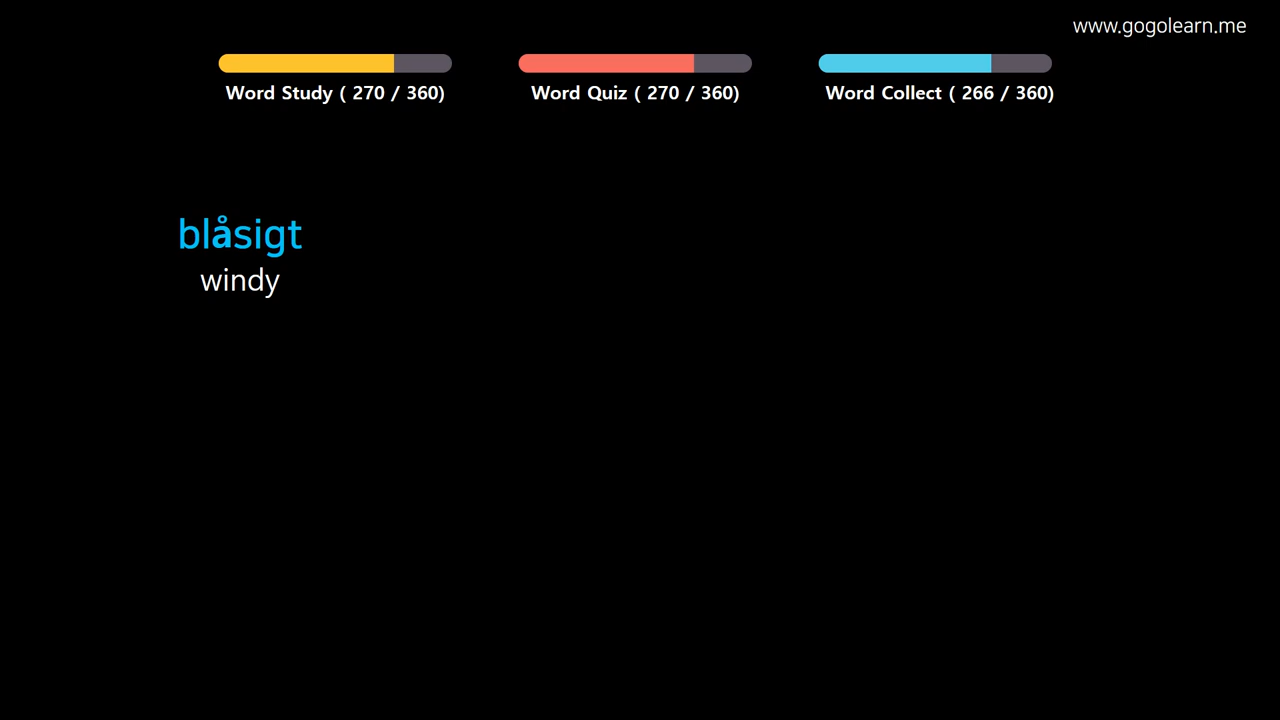 www.gogolearn.me
Word Study ( 270 / 360)
Word Quiz ( 270 / 360)
Word Collect ( 266 / 360)
blåsigt
windy